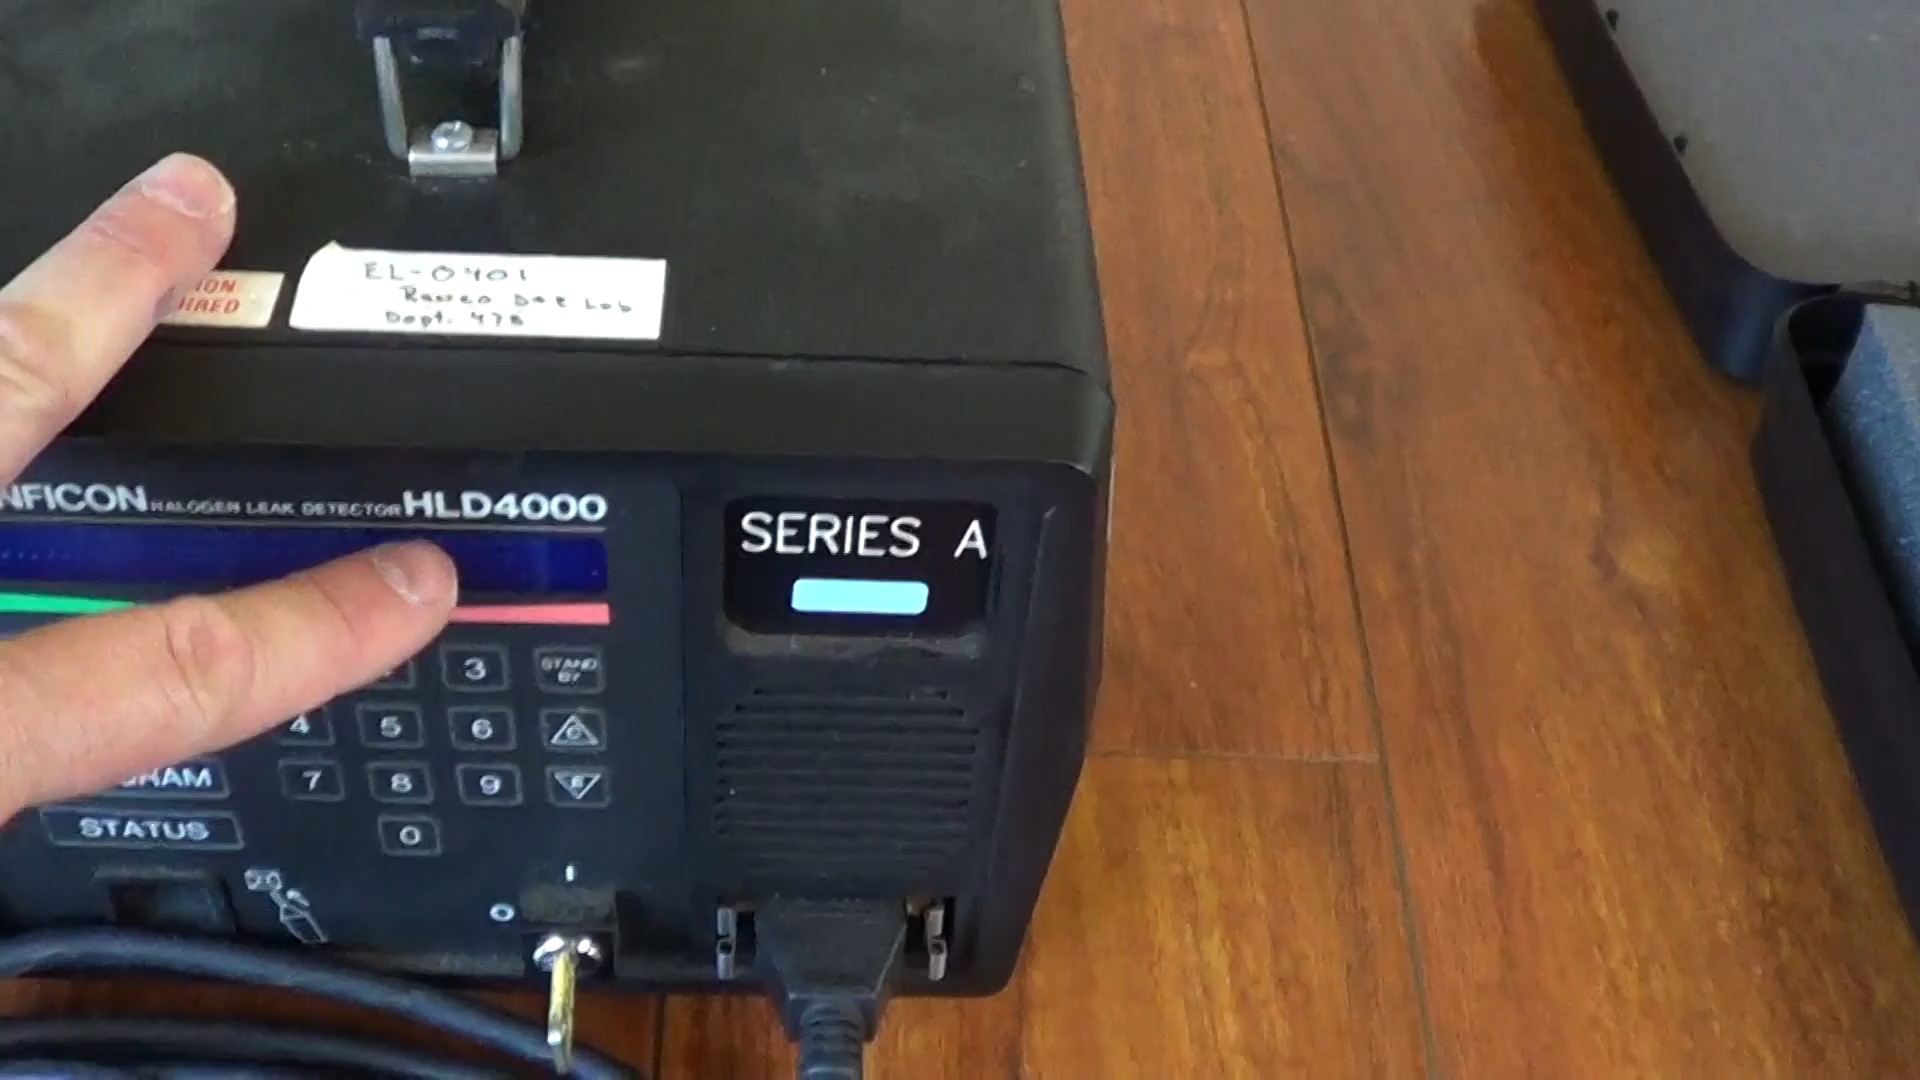 EL-0401
Dept. 478
NFICON HALOGEN LEAK DETECTOR HLD4000
SERIES A
3 STAND BY
4 5 6 C
7 8 9 E
GRAM
STATUS 0
I
O